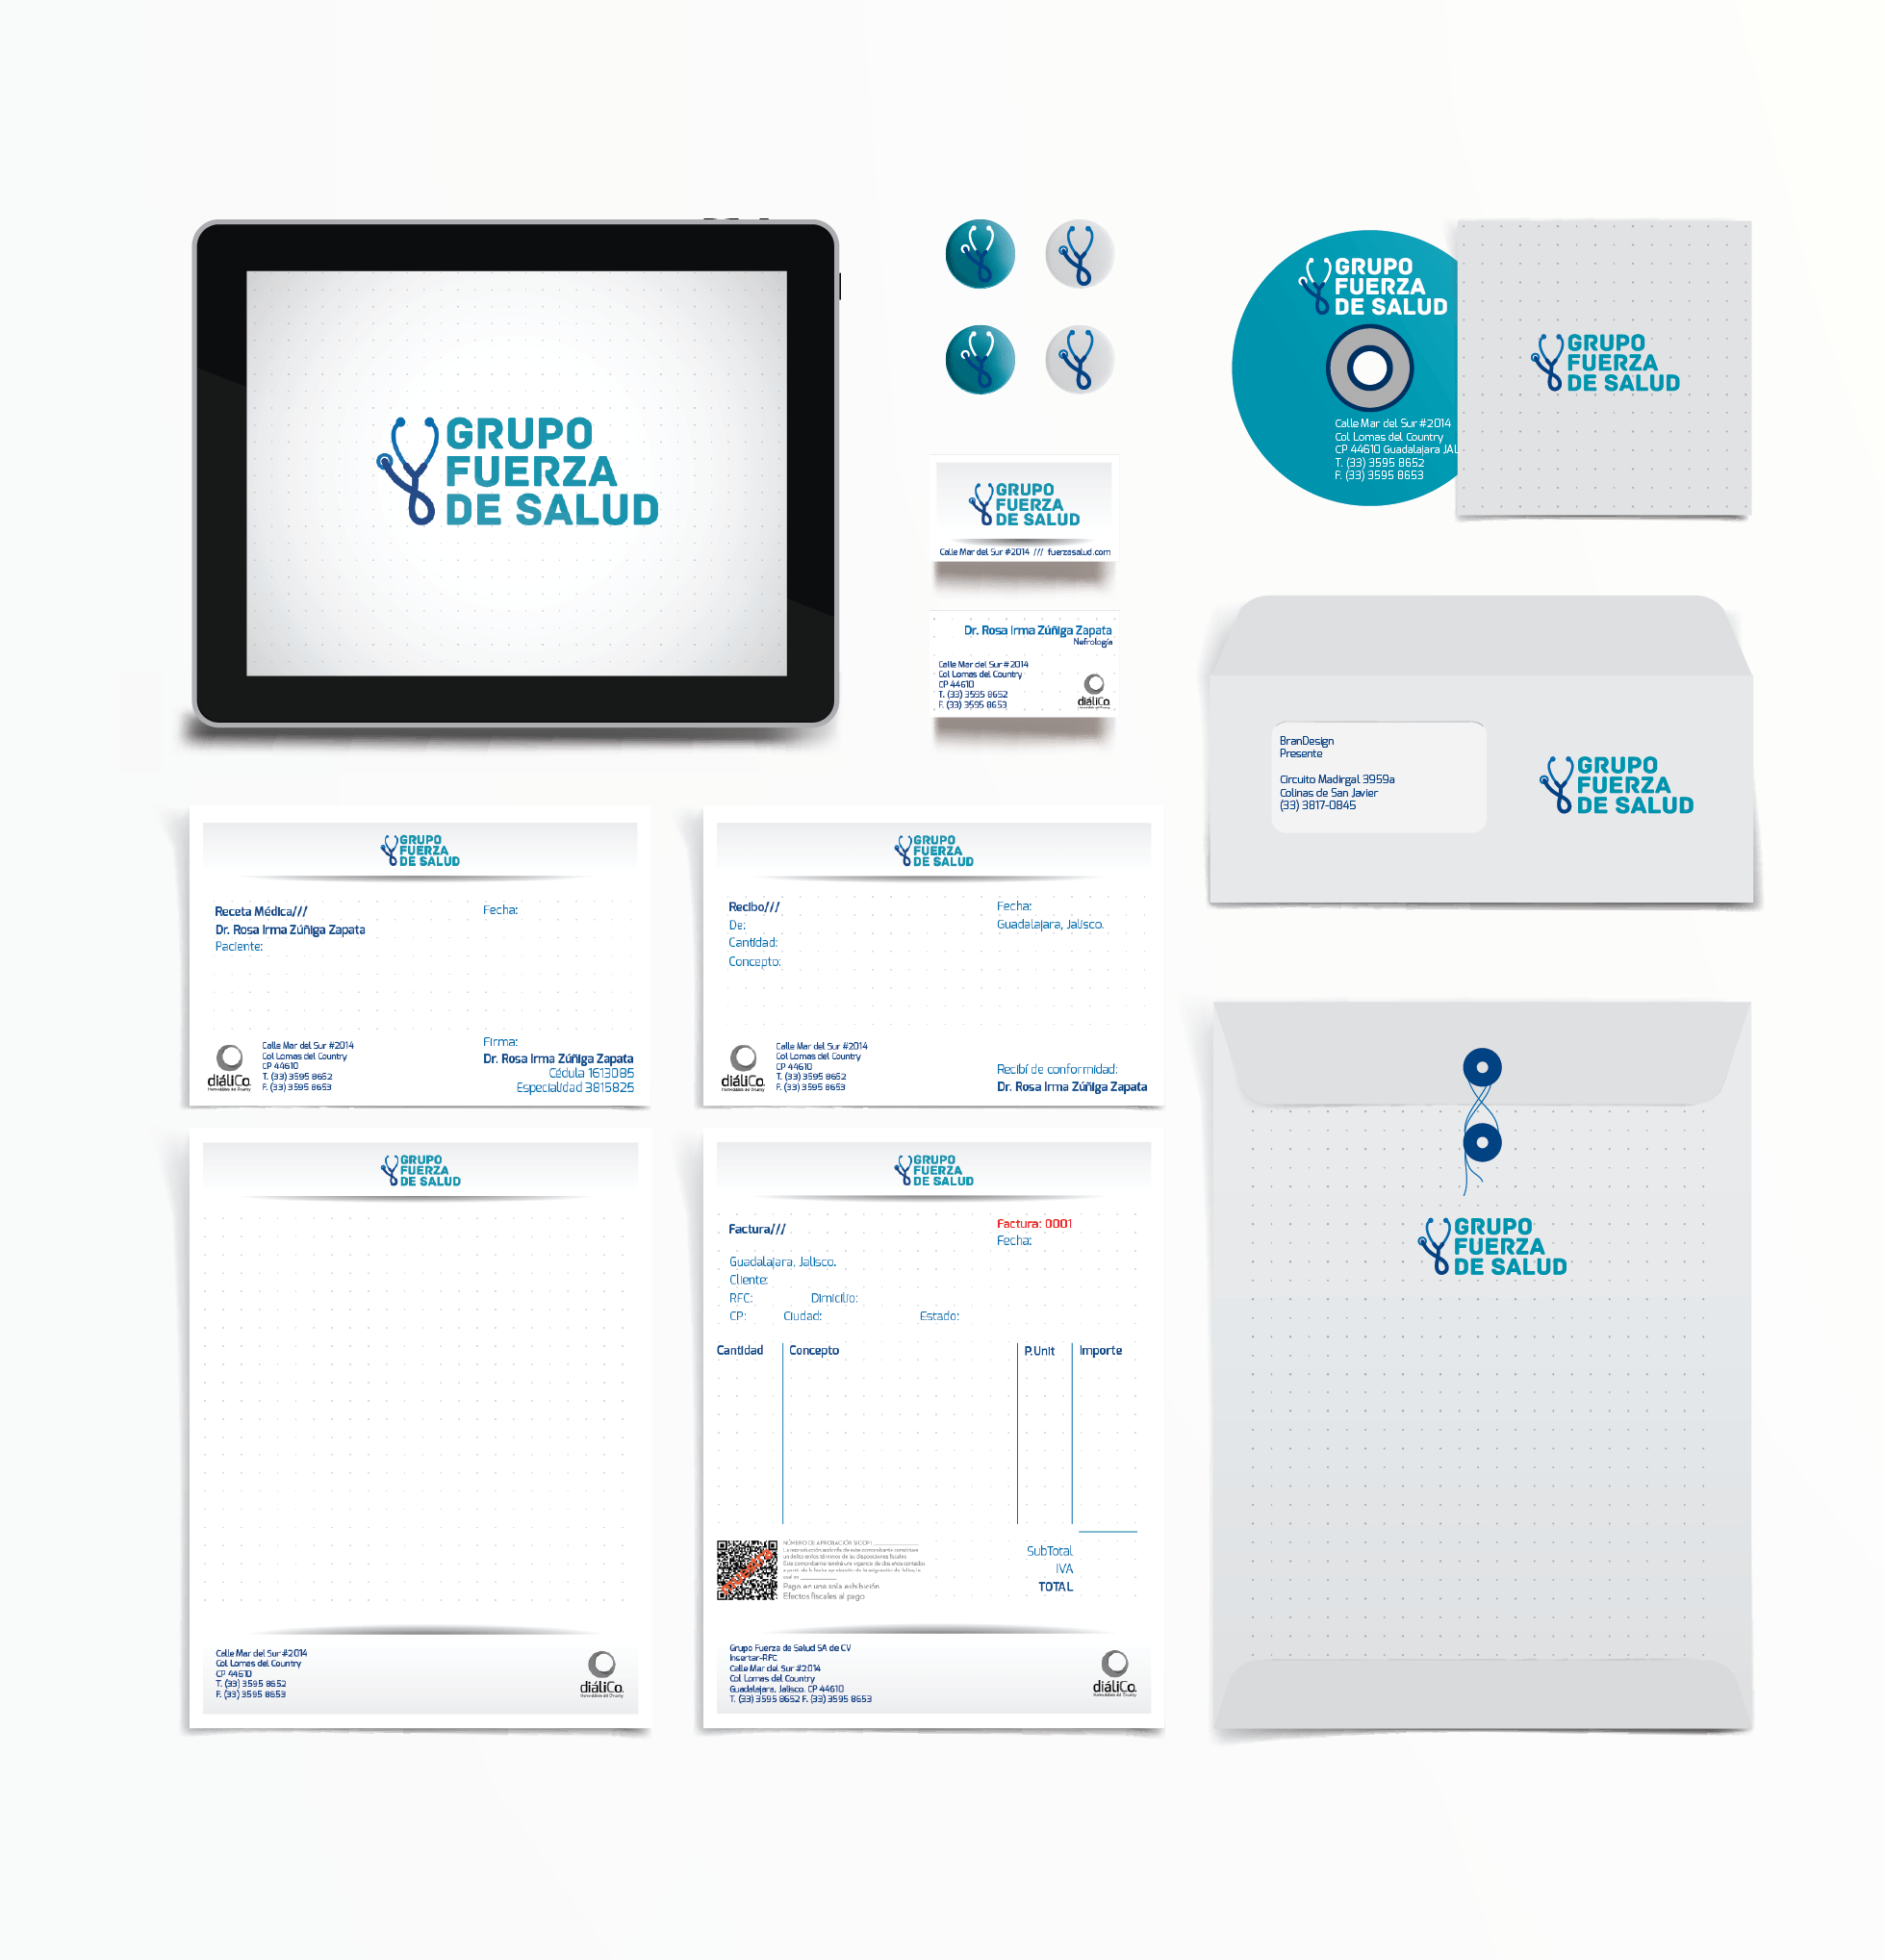 GRUPO
FUERZA
DE SALUD
GRUPO
FUERZA
DE SALUD
Calle Mar del Sur #2014
Col Lomas del Country
CP 44610 Guadalajara JAL
T. (33) 3595 8652
F. (33) 3595 8653
GRUPO
FUERZA
DE SALUD
GRUPO
FUERZA
DE SALUD
Calle Mar del Sur #2014 /// fuerzasalud.com
Dr. Rosa Irma Zúñiga Zapata
Nefrología
Calle Mar del Sur #2014
Col Lomas del Country
CP 44610
T. (33) 3595 8652
F. (33) 3595 8653
diáliCo.
BranDesign
Presente
Circuito Madirgal 3959a
Colinas de San Javier
(33) 3817-0845
GRUPO
FUERZA
DE SALUD
GRUPO
FUERZA
DE SALUD
Receta Médica///
Fecha:
Dr. Rosa Irma Zúñiga Zapata
Paciente:
diáliCo.
Calle Mar del Sur #2014
Col Lomas del Country
CP 44610
T. (33) 3595 8652
F. (33) 3595 8653
Firma:
Dr. Rosa Irma Zúñiga Zapata
Cédula 1613085
Especialidad 3815825
GRUPO
FUERZA
DE SALUD
Recibo///
De:
Cantidad:
Concepto:
Fecha:
Guadalajara, Jalisco.
diáliCo.
Calle Mar del Sur #2014
Col Lomas del Country
CP 44610
T. (33) 3595 8652
F. (33) 3595 8653
Recibí de conformidad:
Dr. Rosa Irma Zúñiga Zapata
GRUPO
FUERZA
DE SALUD
Calle Mar del Sur #2014
Col Lomas del Country
CP 44610
T. (33) 3595 8652
F. (33) 3595 8653
diáliCo.
GRUPO
FUERZA
DE SALUD
Factura///
Factura: 0001
Fecha:
Guadalajara, Jalisco.
Cliente:
RFC: Dimicilio:
CP: Ciudad: Estado:
Cantidad Concepto P.Unit Importe
SubTotal
IVA
TOTAL
NÚMERO DE APROBACIÓN SICOFI
Pago en una sola exhibición
Efectos fiscales al pago
Grupo Fuerza de Salud SA de CV
Insertar-RFC
Calle Mar del Sur #2014
Col Lomas del Country
Guadalajara, Jalisco. CP 44610
T. (33) 3595 8652 F. (33) 3595 8653
diáliCo.
GRUPO
FUERZA
DE SALUD